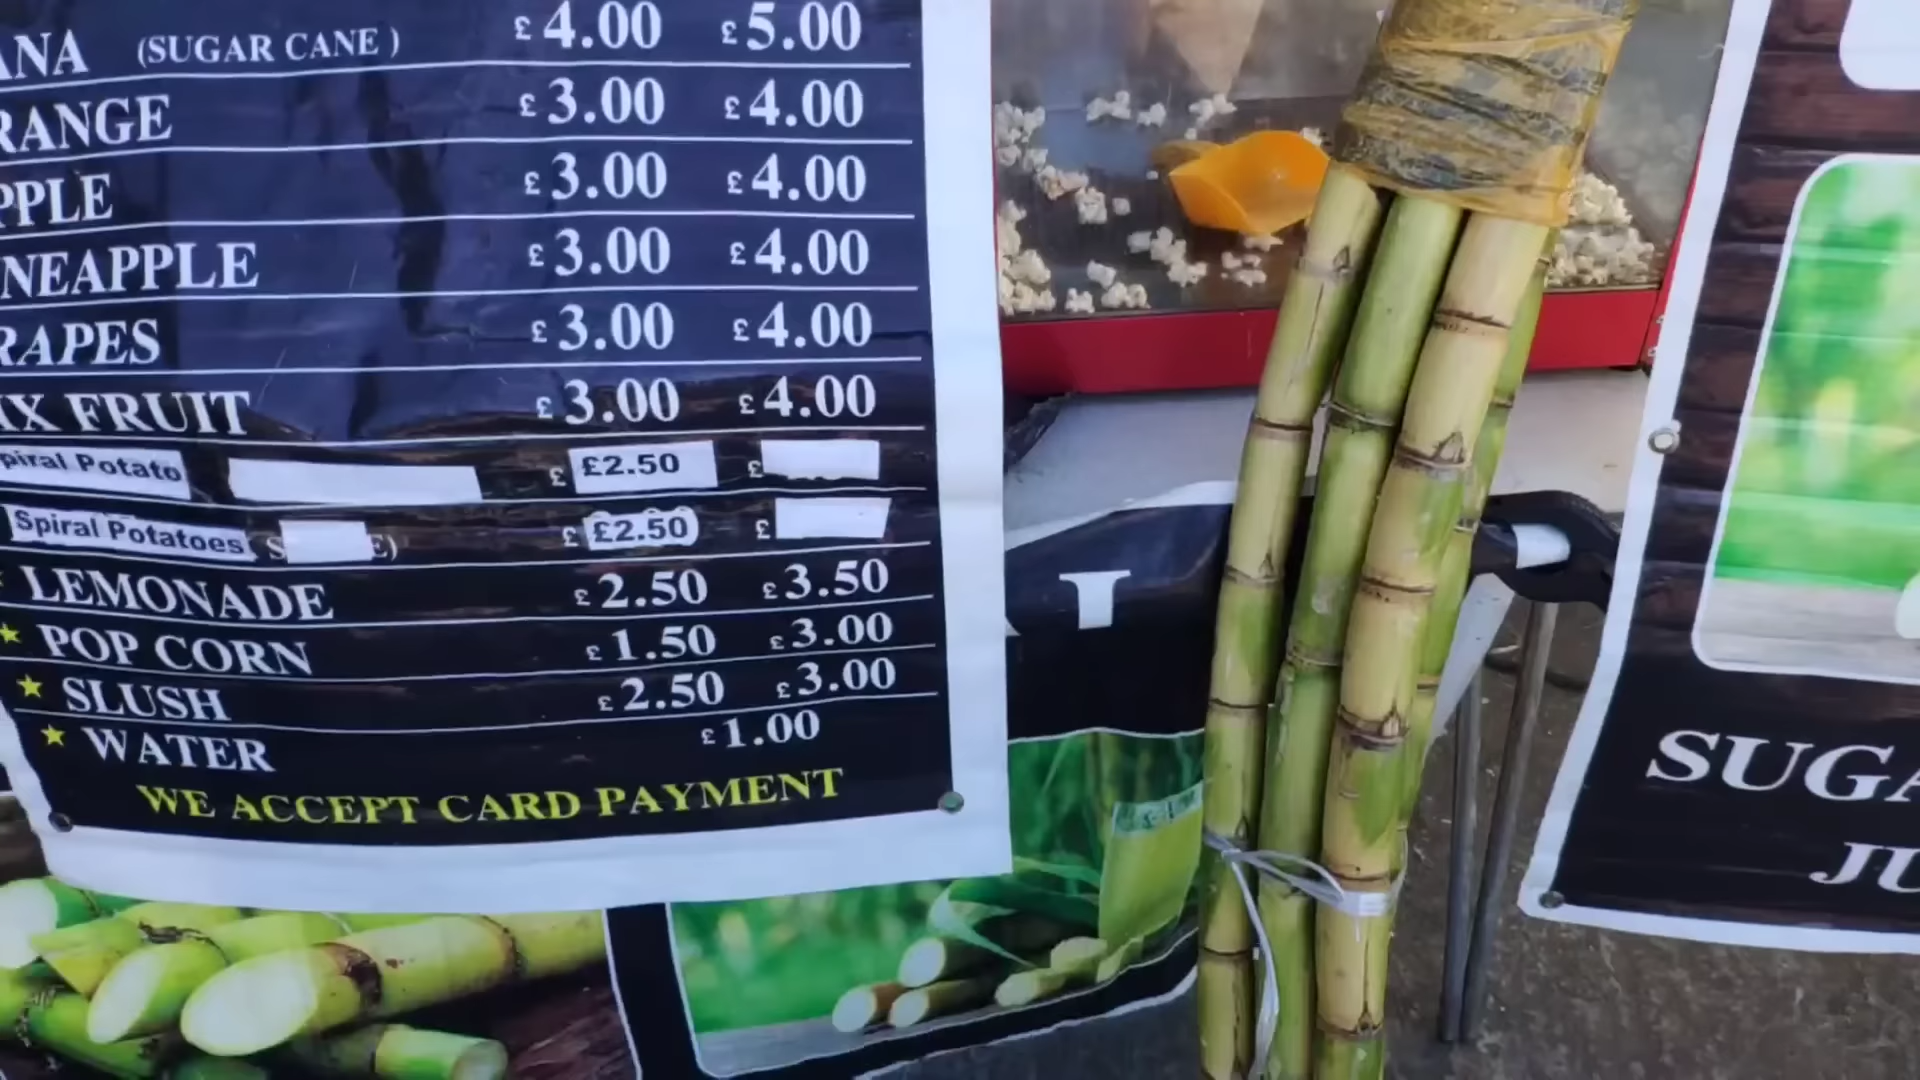 ANA (SUGAR CANE ) £ 4.00 £ 5.00
RANGE £ 3.00 £ 4.00
PPLE £ 3.00 £ 4.00
NEAPPLE £ 3.00 £ 4.00
RAPES £ 3.00 £ 4.00
IX FRUIT £ 3.00 £ 4.00
piral Potato £ £2.50 £
Spiral Potatoes S E) £ £2.50 £
LEMONADE £ 2.50 £ 3.50
POP CORN £ 1.50 £ 3.00
SLUSH £ 2.50 £ 3.00
WATER £ 1.00
WE ACCEPT CARD PAYMENT
SUGA
JU